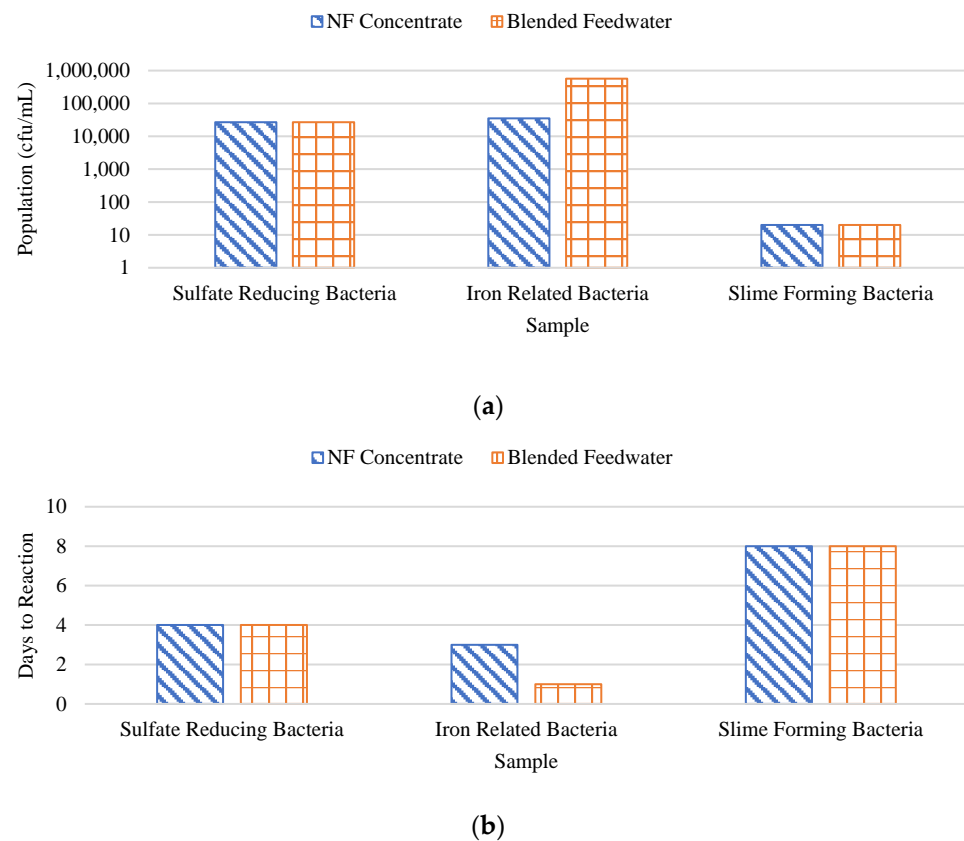 NF Concentrate Blended Feedwater
1,000,000
100,000
10,000
1,000
100
10
1
Population (cfu/mL)
Sulfate Reducing Bacteria Iron Related Bacteria Slime Forming Bacteria
Sample
(a)
NF Concentrate Blended Feedwater
10
8
6
4
2
0
Days to Reaction
Sulfate Reducing Bacteria Iron Related Bacteria Slime Forming Bacteria
Sample
(b)